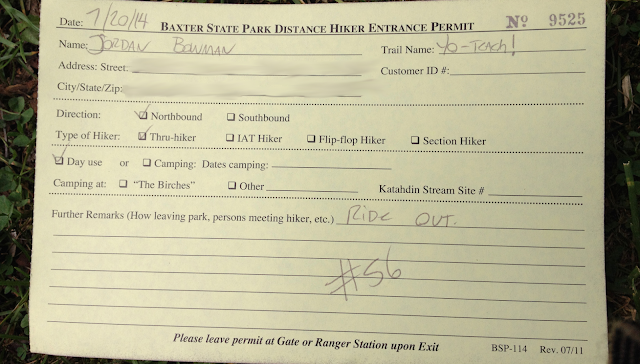 Date: 7/20/14 BAXTER STATE PARK DISTANCE HIKER ENTRANCE PERMIT Nº 9525
Name: JORDAN BOWMAN Trail Name: Yo-TEACH!
Address: Street: Customer ID #:
City/State/Zip:
Direction: ☑ Northbound ❑ Southbound
Type of Hiker: ☑ Thru-hiker ❑ IAT Hiker ❑ Flip-flop Hiker ❑ Section Hiker
☑ Day use or ❑ Camping: Dates camping:
Camping at: ❑ "The Birches" ❑ Other Katahdin Stream Site #
Further Remarks (How leaving park, persons meeting hiker, etc.) RIDE OUT.
#56
Please leave permit at Gate or Ranger Station upon Exit BSP-114 Rev. 07/11